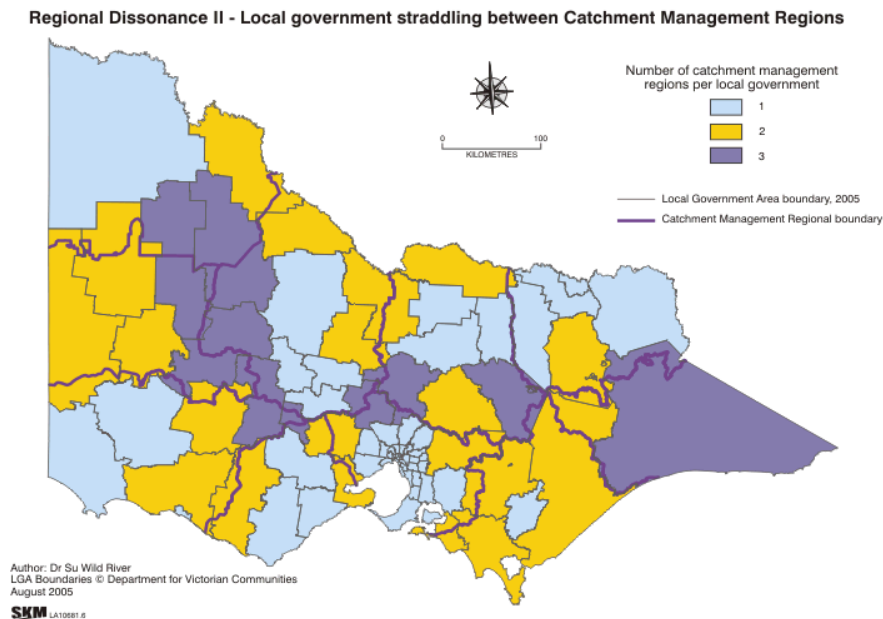 Regional Dissonance II - Local government straddling between Catchment Management Regions
Number of catchment management
regions per local government
1
2
3
0 100
KILOMETRES
Local Government Area boundary, 2005
Catchment Management Regional boundary
Author: Dr Su Wild River
LGA Boundaries © Department for Victorian Communities
August 2005
SKM LA10681.6